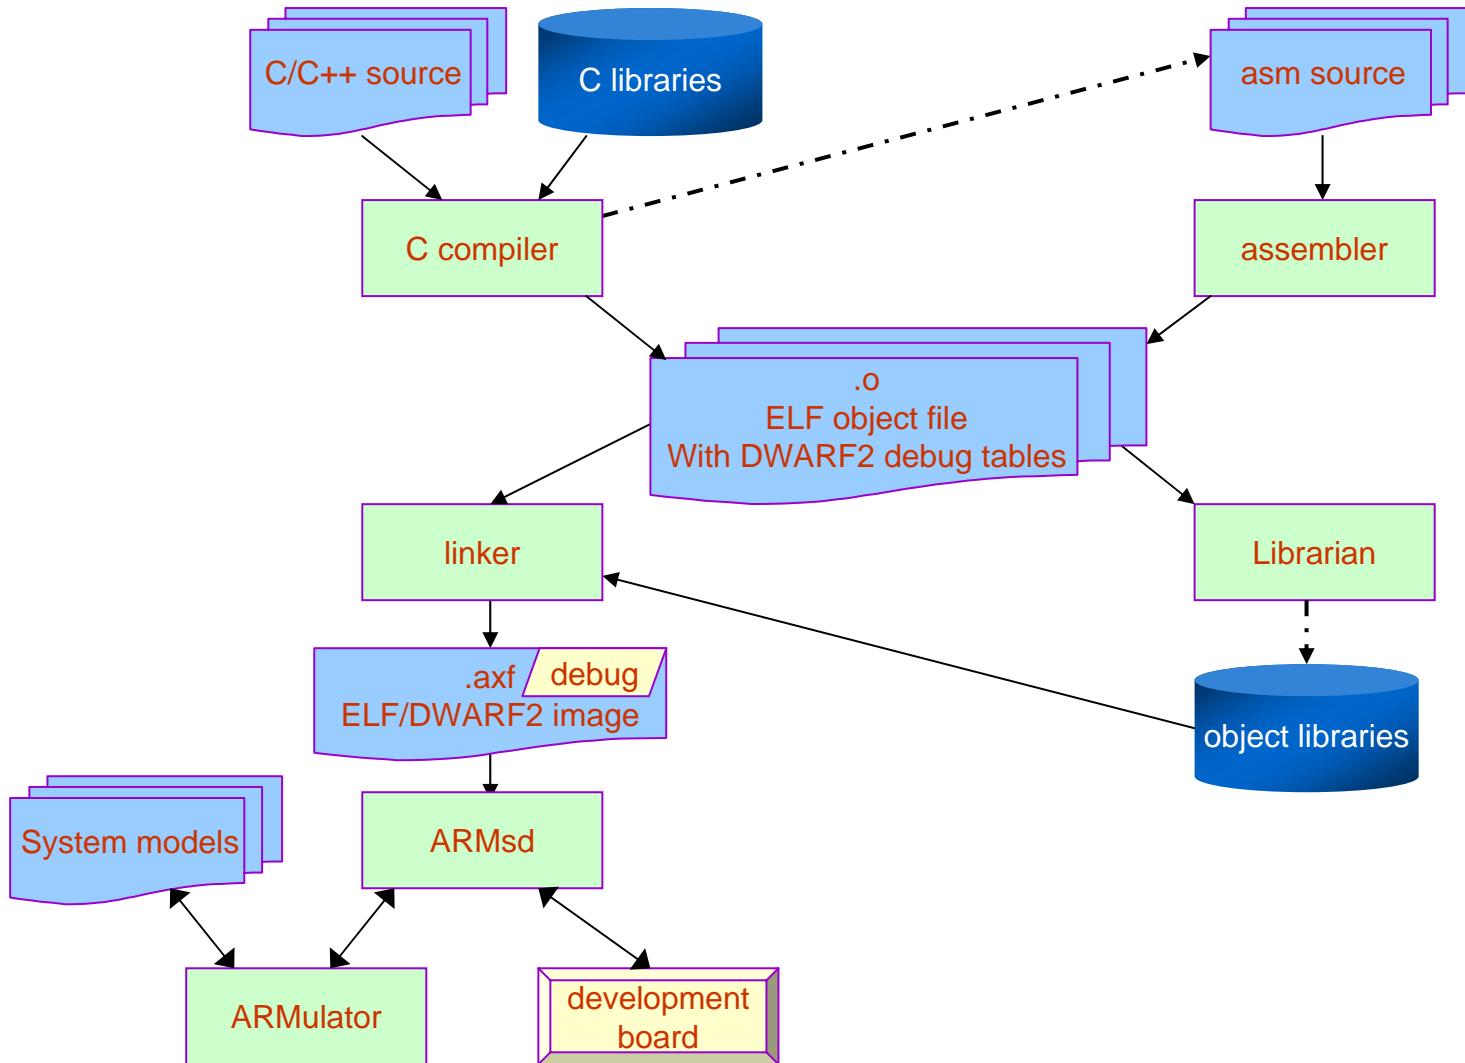 C/C++ source
C libraries
asm source
C compiler
assembler
.o
ELF object file
With DWARF2 debug tables
linker
Librarian
.axf
debug
ELF/DWARF2 image
object libraries
System models
ARMsd
ARMulator
development
board